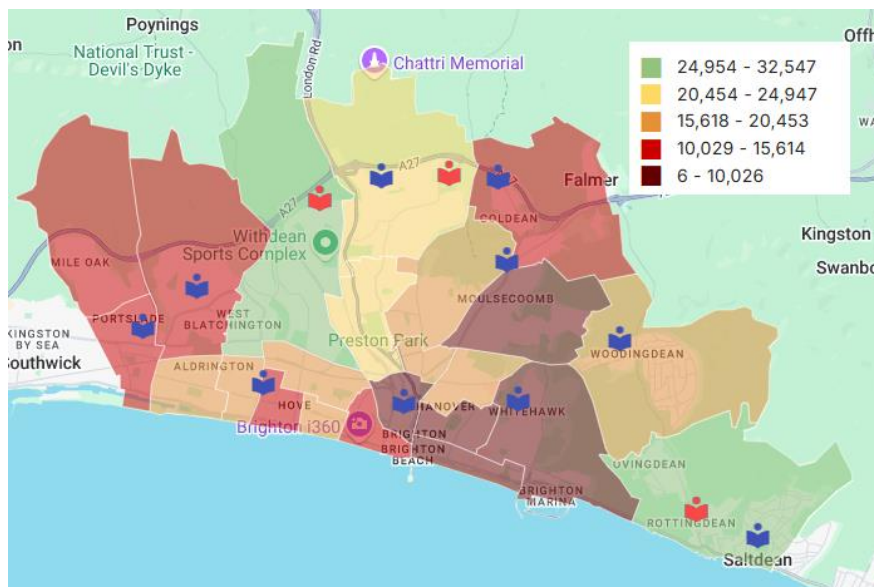 Poynings
Offh
on
National Trust -
Devil's Dyke
London Rd
Chattri Memorial
24,954 - 32,547
20,454 - 24,947
15,618 - 20,453
10,029 - 15,614
6 - 10,026
WA
A27
Falmer
COLDEAN
A27
Withdean
Sports Complex
Kingston
Swanbo
MILE OAK
MOULSECOOMB
PORTSLADE
WEST
BLATCHINGTON
KINGSTON
BY SEA
Southwick
Preston Park
WOODINGDEAN
ALDRINGTON
HOVE
HANOVER
WHITEHAWK
Brighton i360
BRIGHTON
BRIGHTON
BEACH
OVINGDEAN
BRIGHTON
MARINA
ROTTINGDEAN
Saltdean